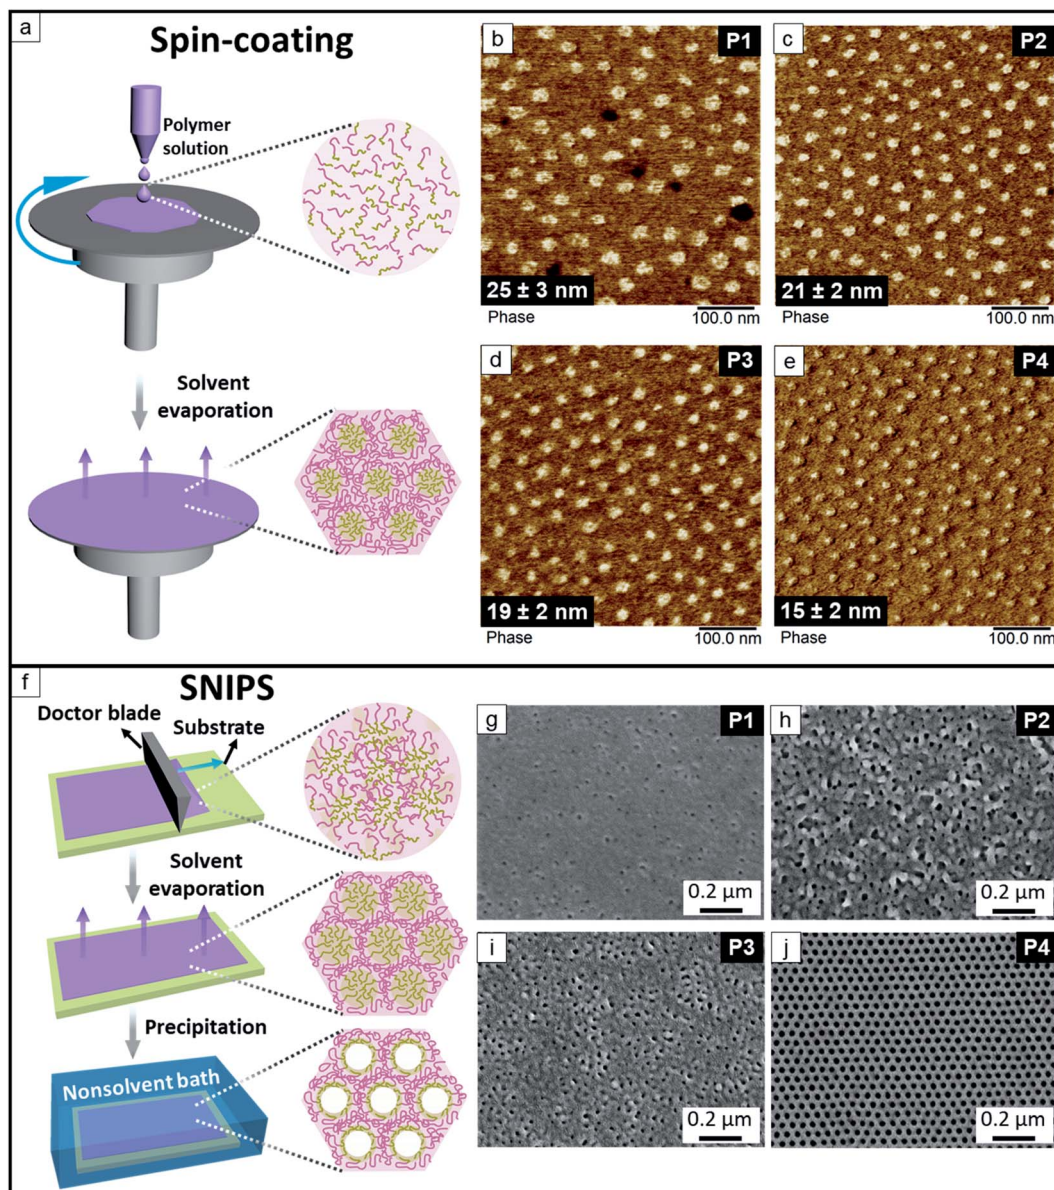 a
Spin-coating
Polymer
solution
Solvent
evaporation
b
P1
25 ± 3 nm
Phase
100.0 nm
c
P2
21 ± 2 nm
Phase
100.0 nm
d
P3
19 ± 2 nm
Phase
100.0 nm
e
P4
15 ± 2 nm
Phase
100.0 nm
f
SNIPS
Doctor blade
Substrate
Solvent
evaporation
Precipitation
Nonsolvent bath
g
P1
0.2 µm
h
P2
0.2 µm
i
P3
0.2 µm
j
P4
0.2 µm